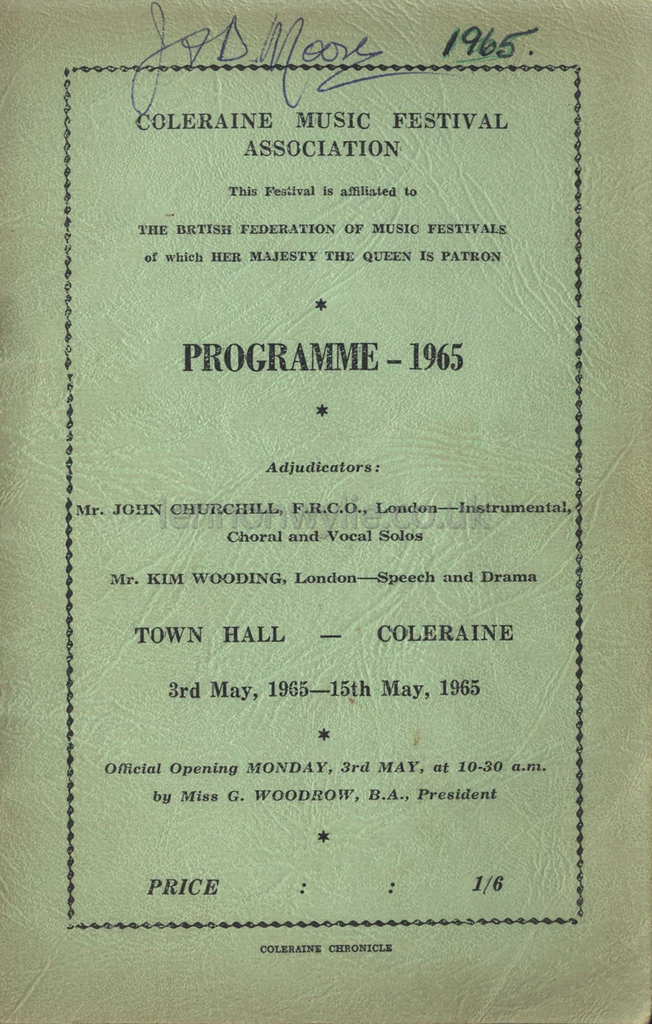 J & D. Moore 1965.
COLERAINE MUSIC FESTIVAL
ASSOCIATION
This Festival is affiliated to
THE BRTISH FEDERATION OF MUSIC FESTIVALS
of which HER MAJESTY THE QUEEN IS PATRON
*
PROGRAMME - 1965
*
Adjudicators:
Mr. JOHN CHURCHILL, F.R.C.O., London—Instrumental,
lennonwylie.co.uk
Choral and Vocal Solos
Mr. KIM WOODING, London—Speech and Drama
TOWN HALL — COLERAINE
3rd May, 1965—15th May, 1965
*
Official Opening MONDAY, 3rd MAY, at 10-30 a.m.
by Miss G. WOODROW, B.A., President
*
PRICE : : 1/6
COLERAINE CHRONICLE